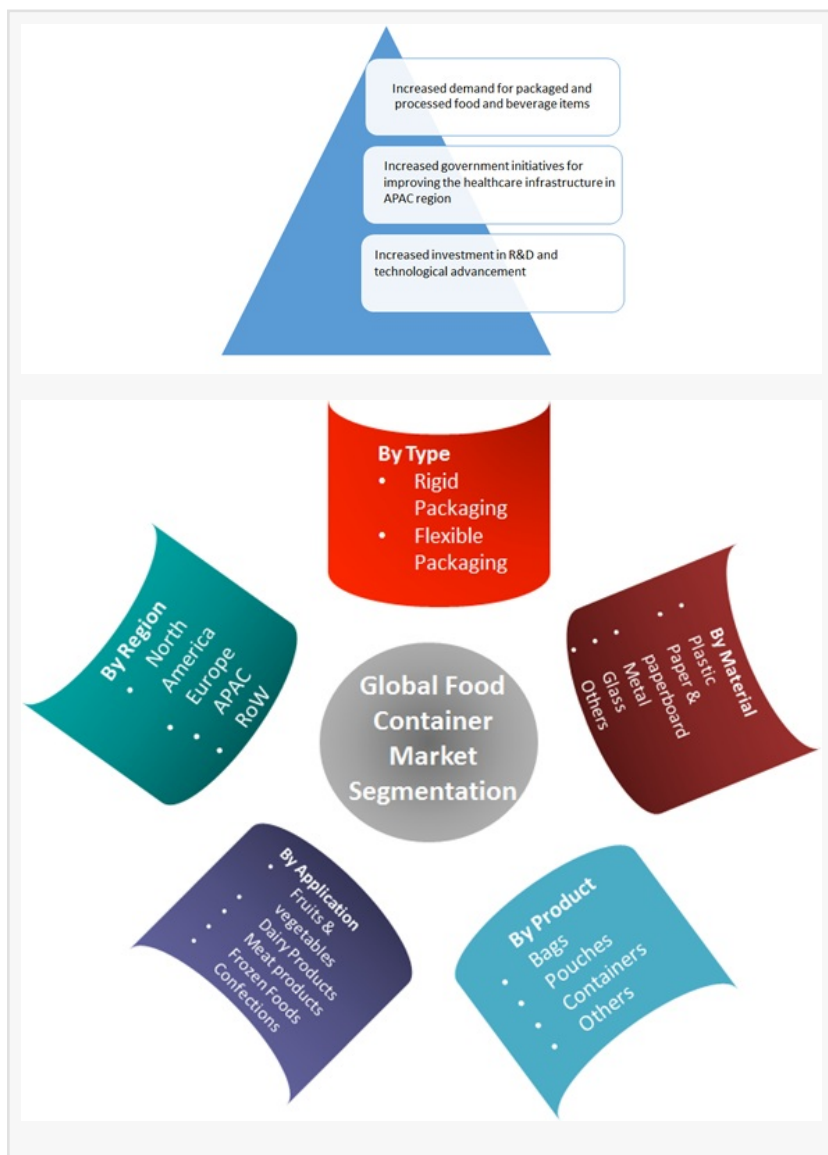 Increased demand for packaged and
processed food and beverage items
Increased government initiatives for
improving the healthcare infrastructure in
APAC region
Increased investment in R&D and
technological advancement
By Type
• Rigid
Packaging
• Flexible
Packaging
By Material
• Plastic
• Paper &
paperboard
• Metal
• Glass
• Others
By Product
• Bags
• Pouches
• Containers
• Others
By Application
• Fruits &
vegetables
• Dairy Products
• Meat products
• Frozen Foods
• Confections
By Region
• North
America
• Europe
• APAC
• RoW
Global Food
Container
Market
Segmentation